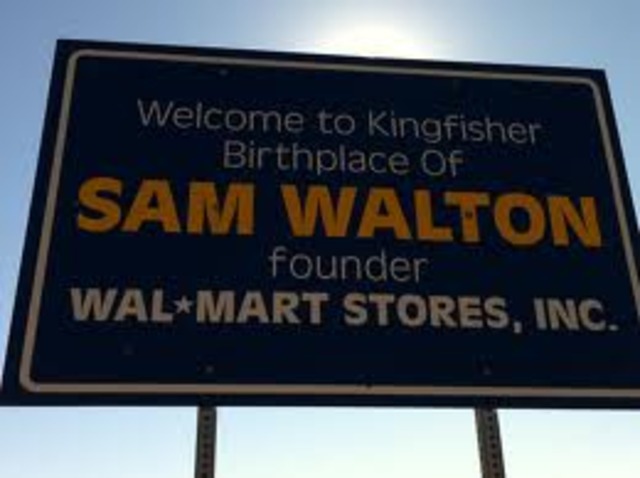 Welcome to Kingfisher
Birthplace Of
SAM WALTON
founder
WAL★MART STORES, INC.